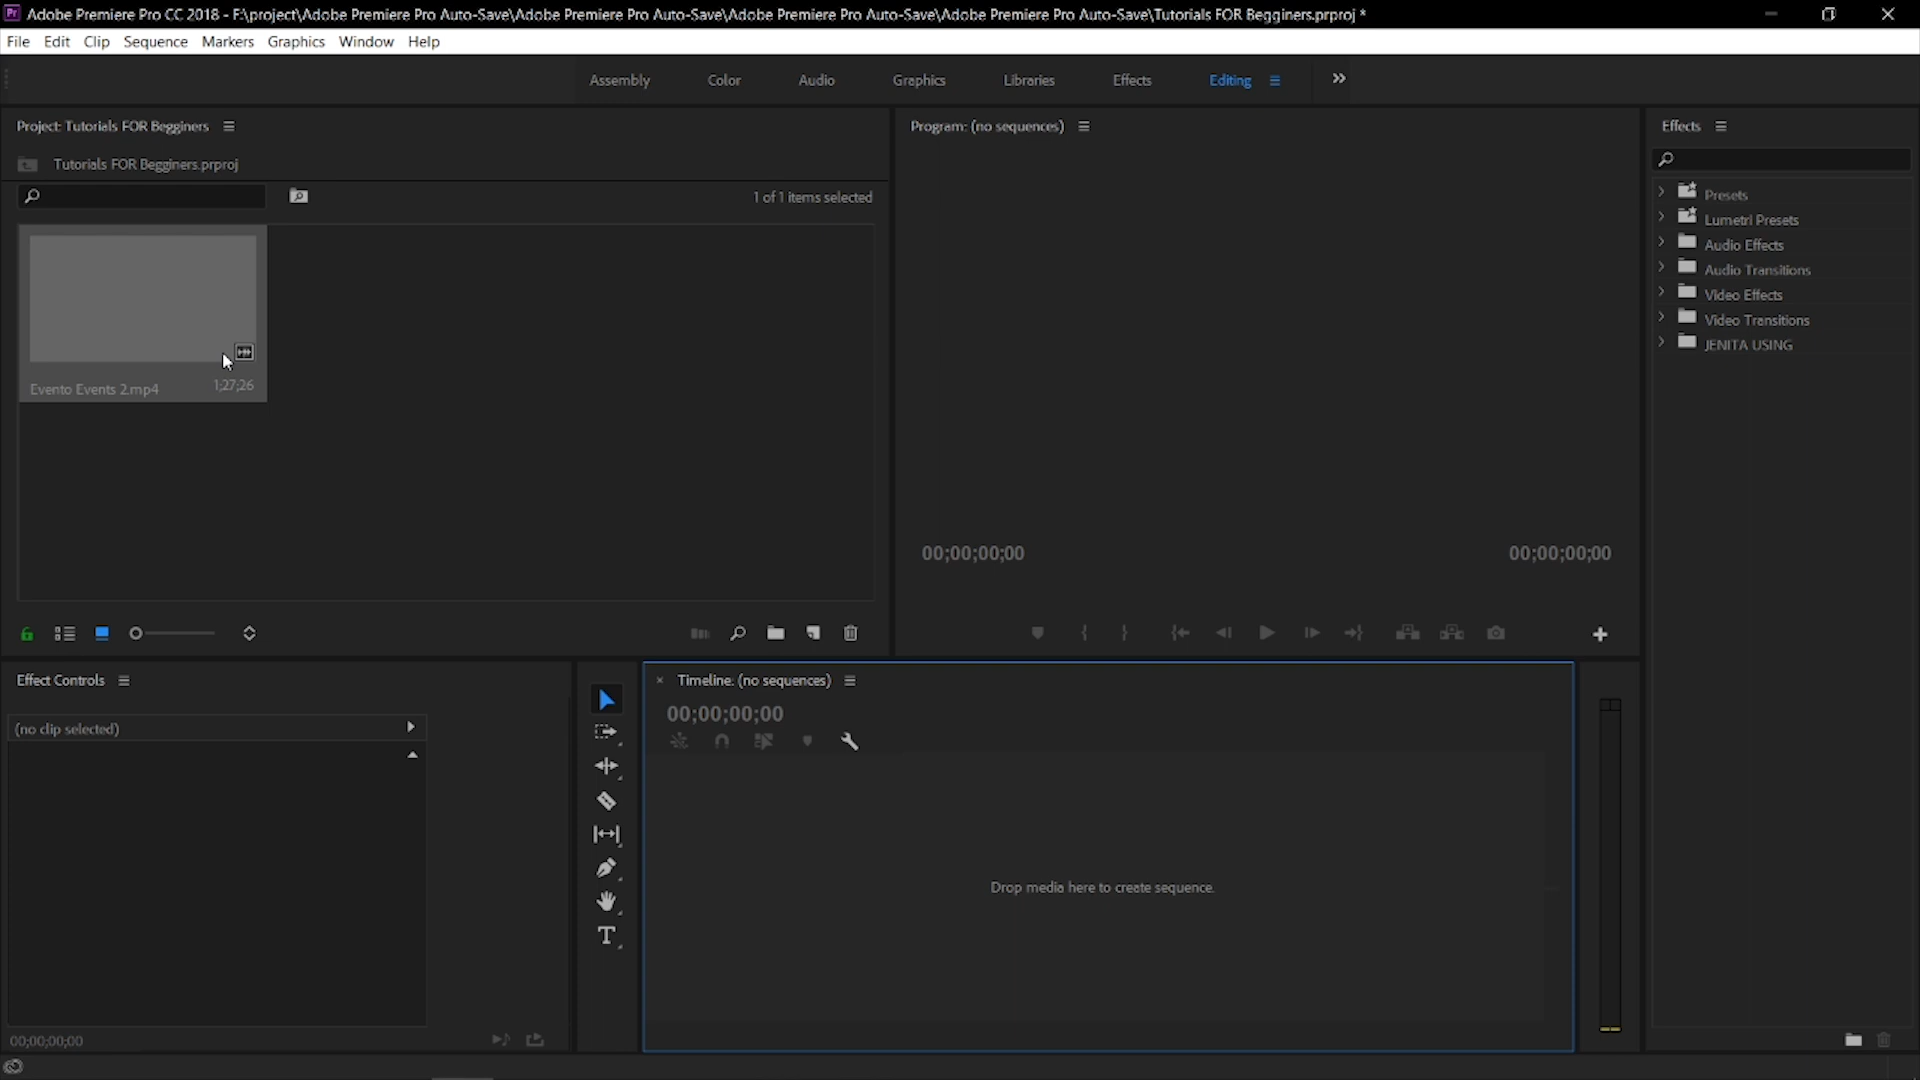 Adobe Premiere Pro CC 2018 - F:\project\Adobe Premiere Pro Auto-Save\Adobe Premiere Pro Auto-Save\Adobe Premiere Pro Auto-Save\Adobe Premiere Pro Auto-Save\Tutorials FOR Begginers.prproj *
File Edit Clip Sequence Markers Graphics Window Help
Assembly Color Audio Graphics Libraries Effects Editing
Project: Tutorials FOR Begginers
Tutorials FOR Begginers.prproj
1 of 1 items selected
Evento Events 2.mp4 1;27;26
Program: (no sequences)
00;00;00;00 00;00;00;00
Effects
Presets
Lumetri Presets
Audio Effects
Audio Transitions
Video Effects
Video Transitions
JENITA USING
Effect Controls
(no clip selected)
00;00;00;00
Timeline: (no sequences)
00;00;00;00
Drop media here to create sequence.